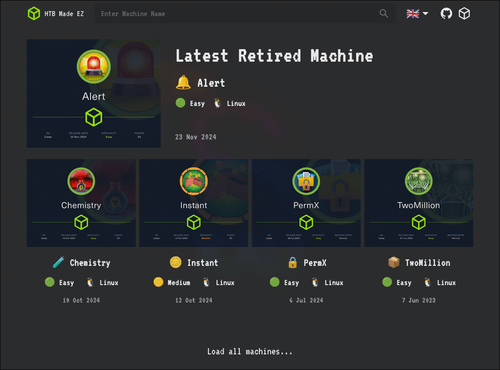 HTB Made EZ
Enter Machine Name
Latest Retired Machine
Alert
Alert
Easy Linux
23 Nov 2024
Chemistry
Instant
PermX
TwoMillion
Chemistry
Easy Linux
19 Oct 2024
Instant
Medium Linux
12 Oct 2024
PermX
Easy Linux
6 Jul 2024
TwoMillion
Easy Linux
7 Jun 2023
Load all machines...